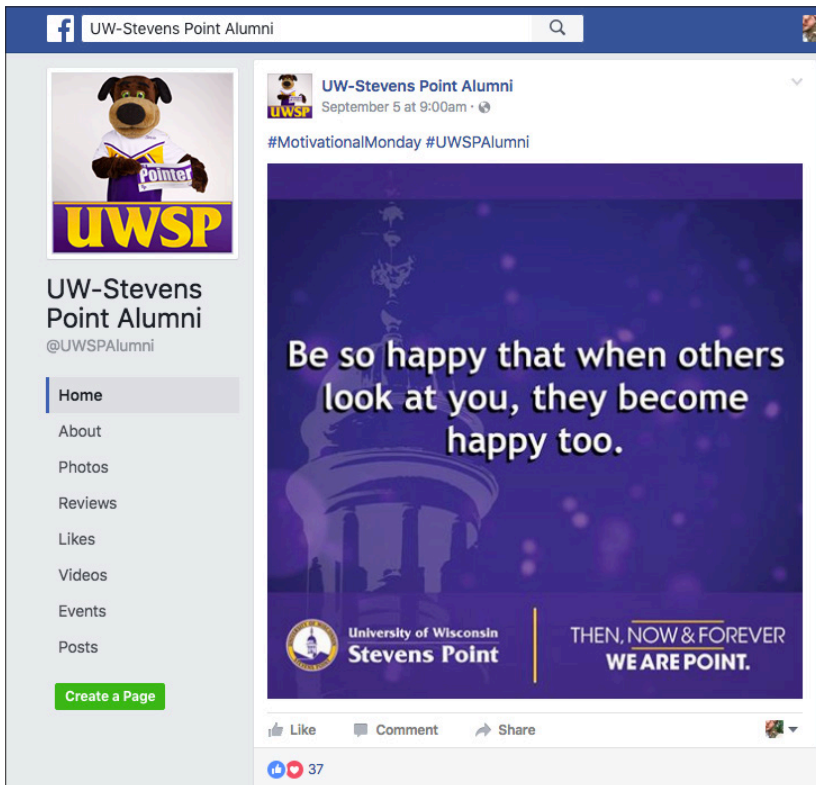 UW-Stevens Point Alumni
Pointer
UWSP
UW-Stevens
Point Alumni
@UWSPAlumni
Home
About
Photos
Reviews
Likes
Videos
Events
Posts
Create a Page
UWSP
UW-Stevens Point Alumni
September 5 at 9:00am ·
#MotivationalMonday #UWSPAlumni
Be so happy that when others
look at you, they become
happy too.
University of Wisconsin
Stevens Point
THEN, NOW & FOREVER
WE ARE POINT.
Like Comment Share
37